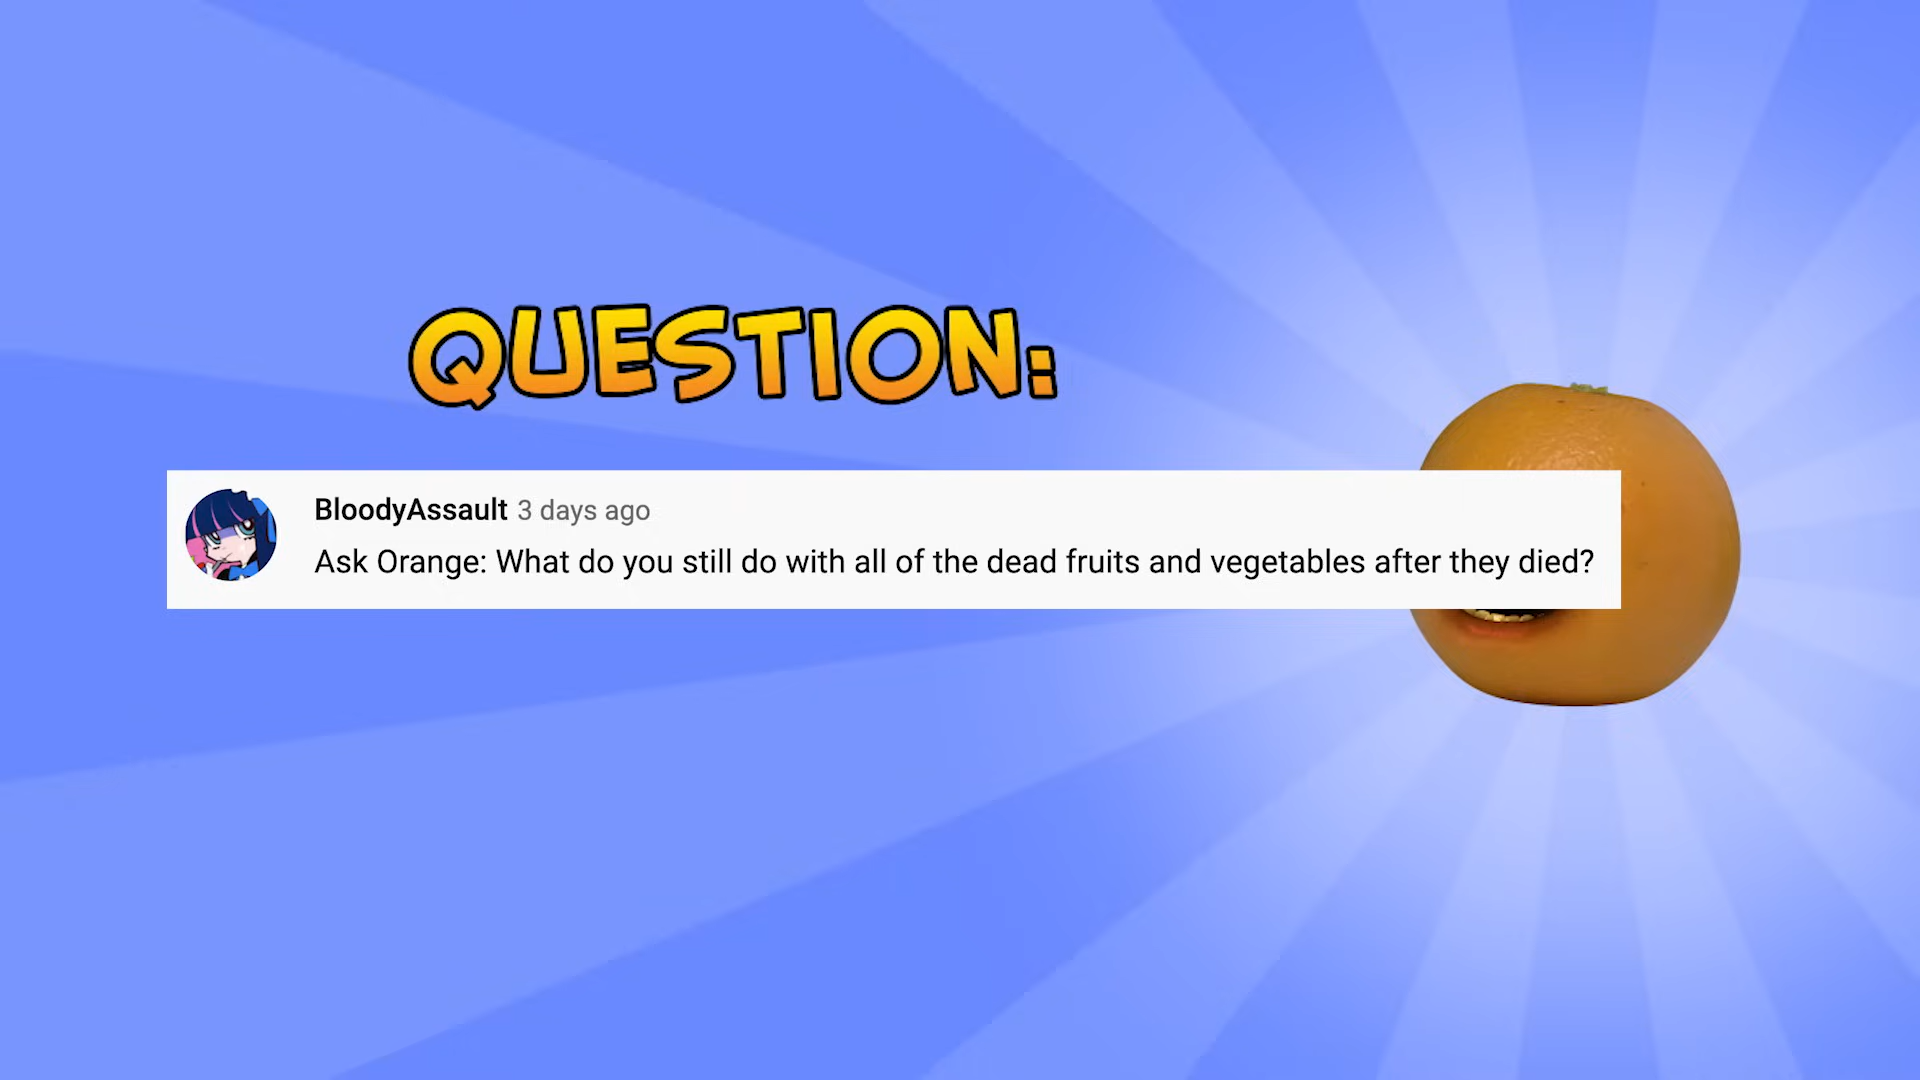 QUESTION:
BloodyAssault 3 days ago
Ask Orange: What do you still do with all of the dead fruits and vegetables after they died?